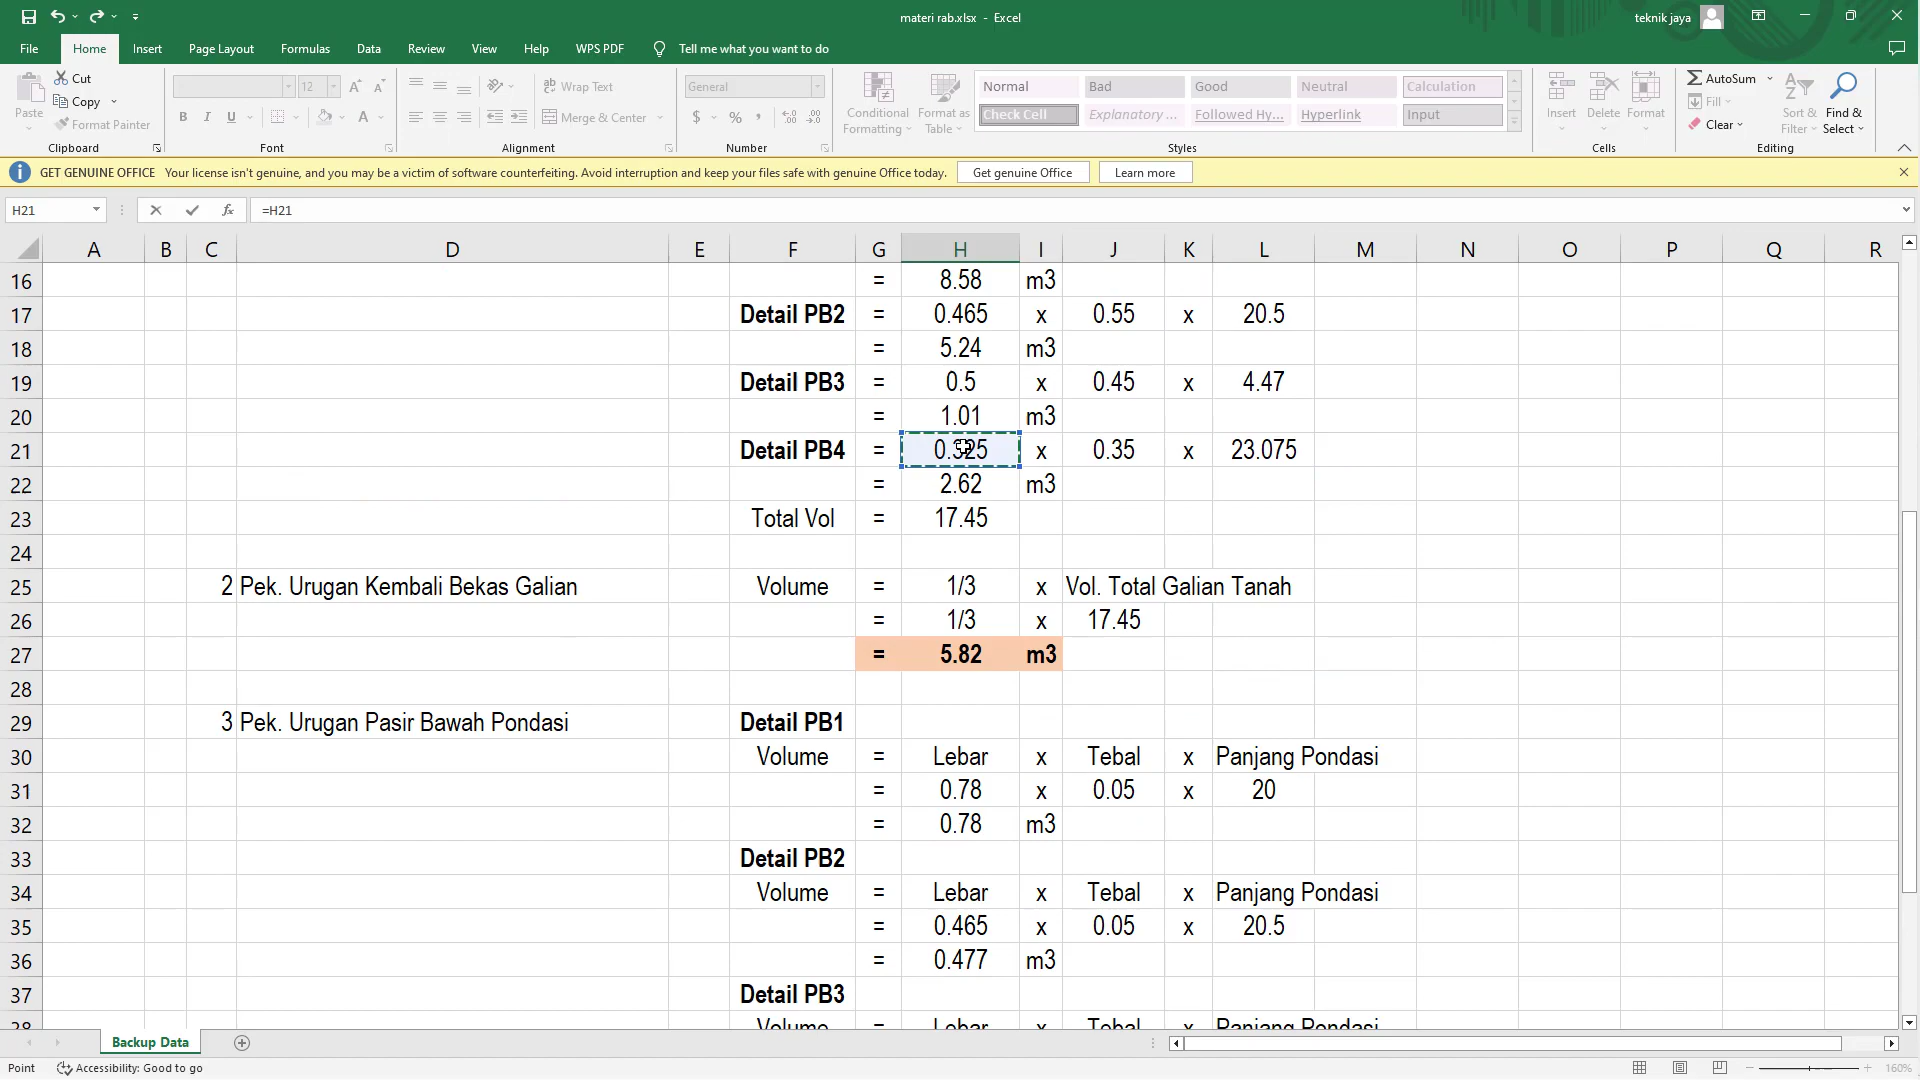 materi rab.xlsx - Excel
teknik jaya
File Home Insert Page Layout Formulas Data Review View Help WPS PDF Tell me what you want to do
Paste Cut Copy Format Painter Clipboard
12 B I U A Font
Wrap Text Merge & Center Alignment
General $ % Number
Conditional Formatting Format as Table
Normal Bad Good Neutral Calculation
Check Cell Explanatory ... Followed Hy... Hyperlink Input
Styles
Insert Delete Format Cells
AutoSum Fill Clear Sort & Filter Find & Select Editing
GET GENUINE OFFICE Your license isn't genuine, and you may be a victim of software counterfeiting. Avoid interruption and keep your files safe with genuine Office today. Get genuine Office Learn more
H21 fx =H21
A B C D E F G H I J K L M N O P Q R
16 = 8.58 m3
17 Detail PB2 = 0.465 x 0.55 x 20.5
18 = 5.24 m3
19 Detail PB3 = 0.5 x 0.45 x 4.47
20 = 1.01 m3
21 Detail PB4 = 0.325 x 0.35 x 23.075
22 = 2.62 m3
23 Total Vol = 17.45
24
25 2 Pek. Urugan Kembali Bekas Galian Volume = 1/3 x Vol. Total Galian Tanah
26 = 1/3 x 17.45
27 = 5.82 m3
28
29 3 Pek. Urugan Pasir Bawah Pondasi Detail PB1
30 Volume = Lebar x Tebal x Panjang Pondasi
31 = 0.78 x 0.05 x 20
32 = 0.78 m3
33 Detail PB2
34 Volume = Lebar x Tebal x Panjang Pondasi
35 = 0.465 x 0.05 x 20.5
36 = 0.477 m3
37 Detail PB3
38 Volume = Lebar x Tebal x Panjang Pondasi
Backup Data
Point Accessibility: Good to go 160%